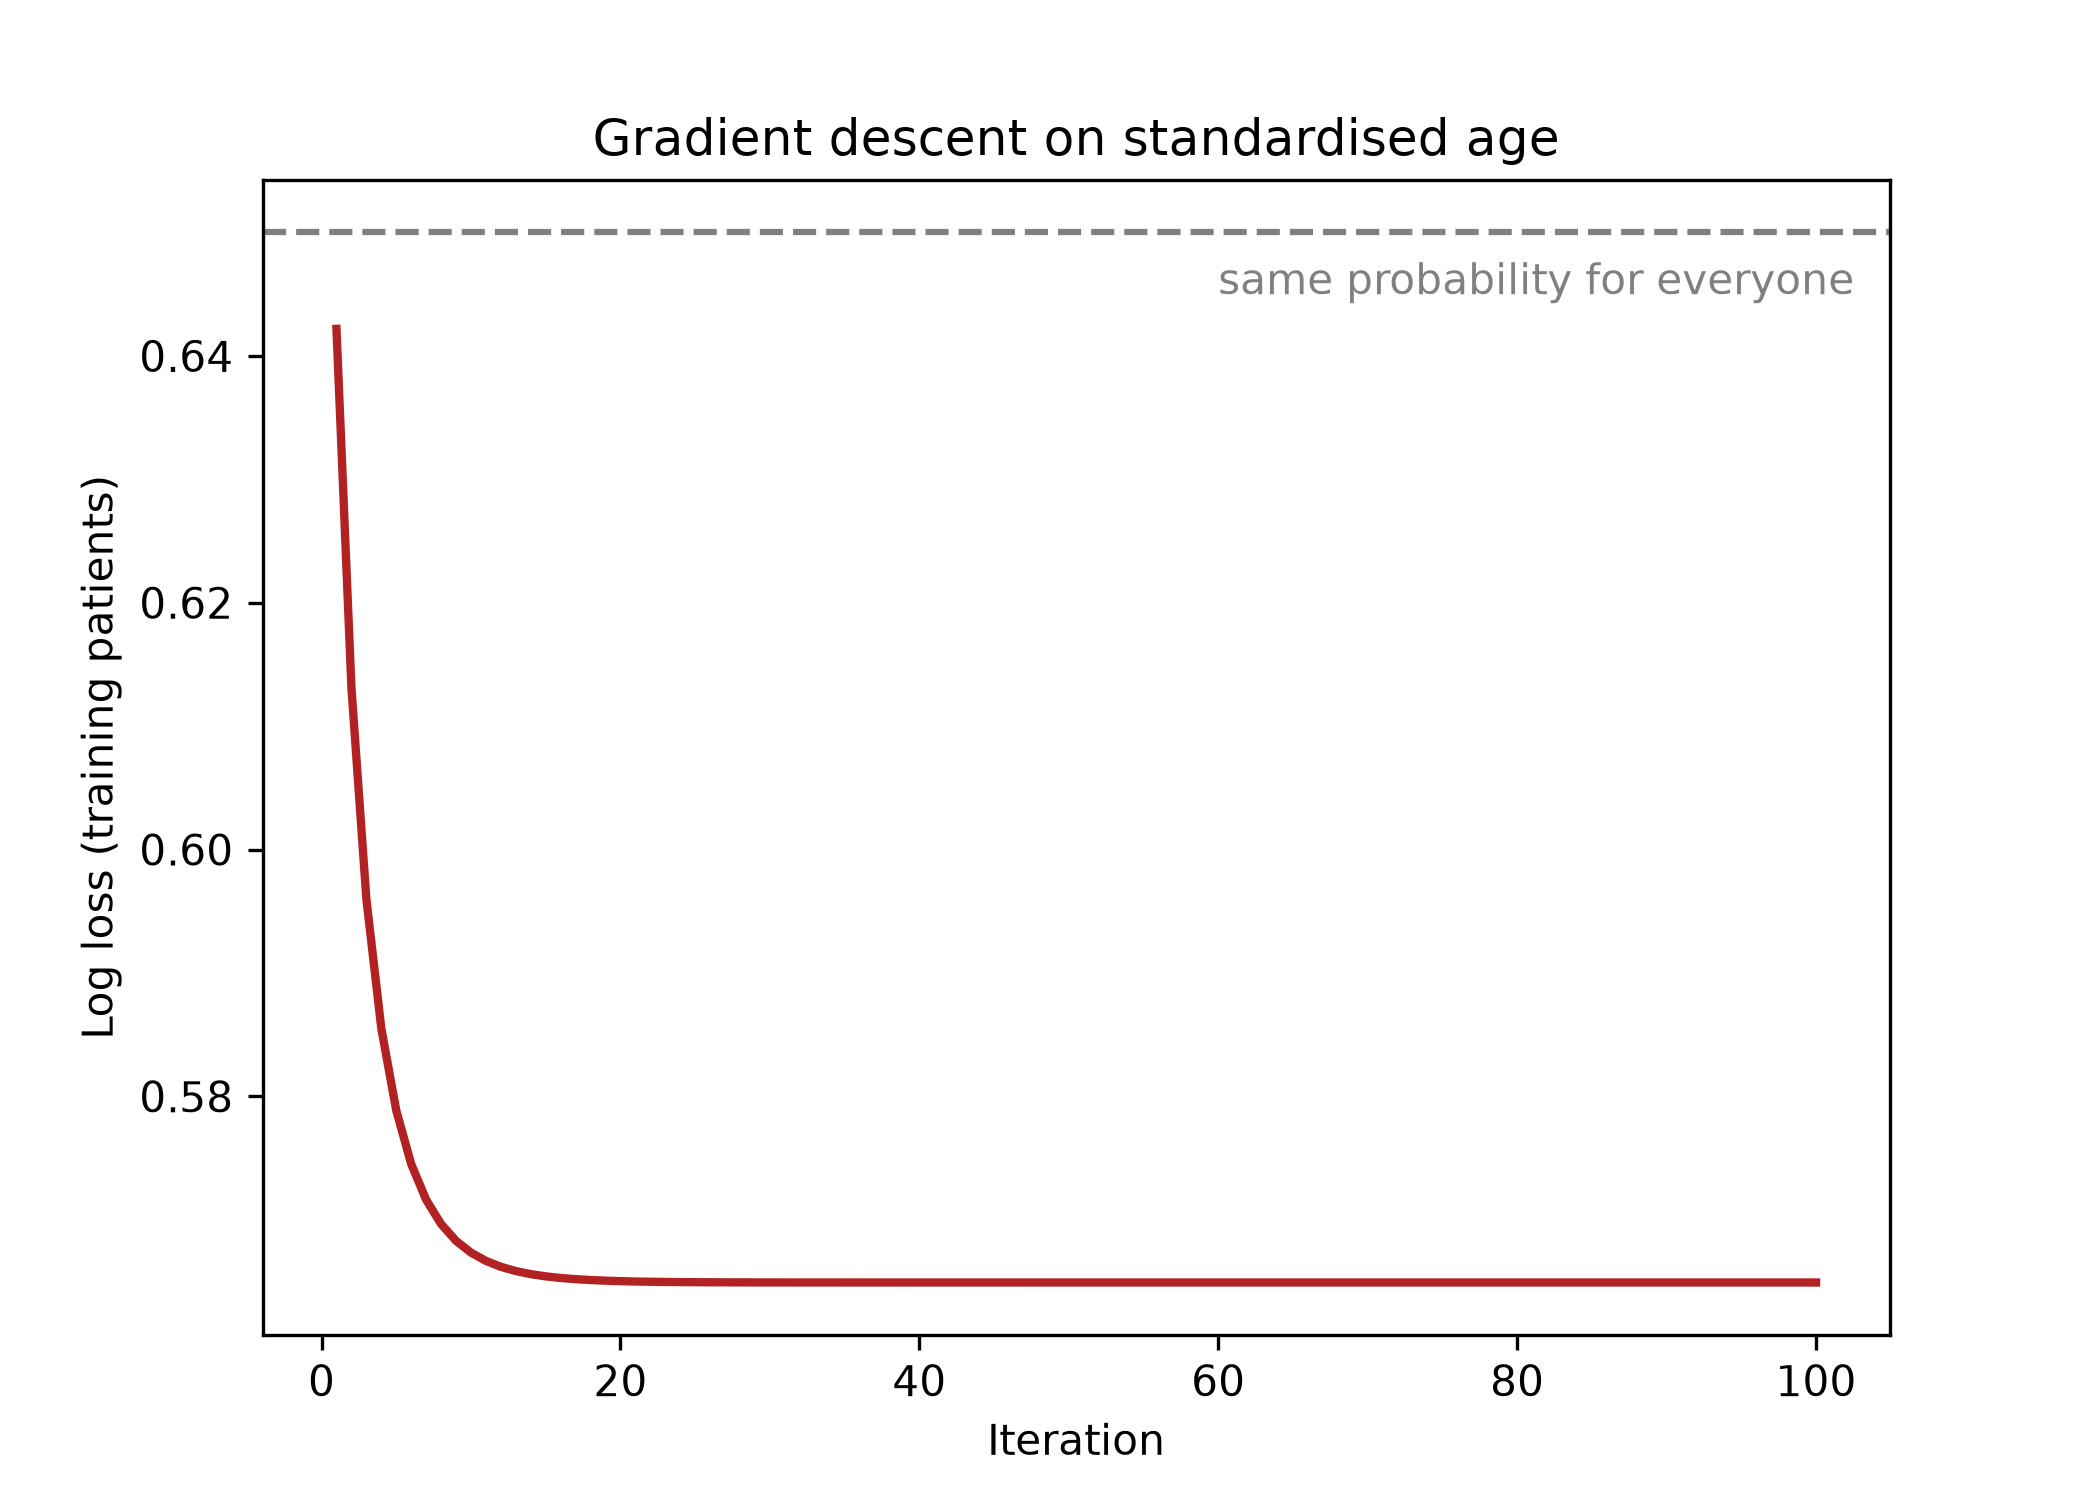 Gradient descent on standardised age
same probability for everyone
Log loss (training patients)
0.64
0.62
0.60
0.58
0 20 40 60 80 100
Iteration